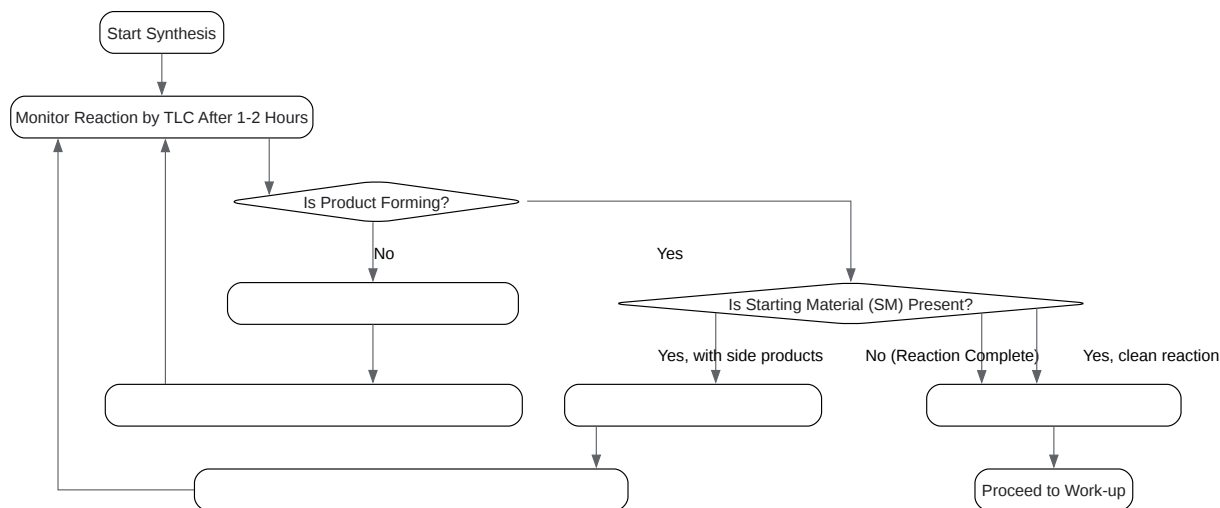 Start Synthesis
Monitor Reaction by TLC After 1-2 Hours
Is Product Forming?
No
Yes
Is Starting Material (SM) Present?
Yes, with side products
No (Reaction Complete)
Yes, clean reaction
Proceed to Work-up